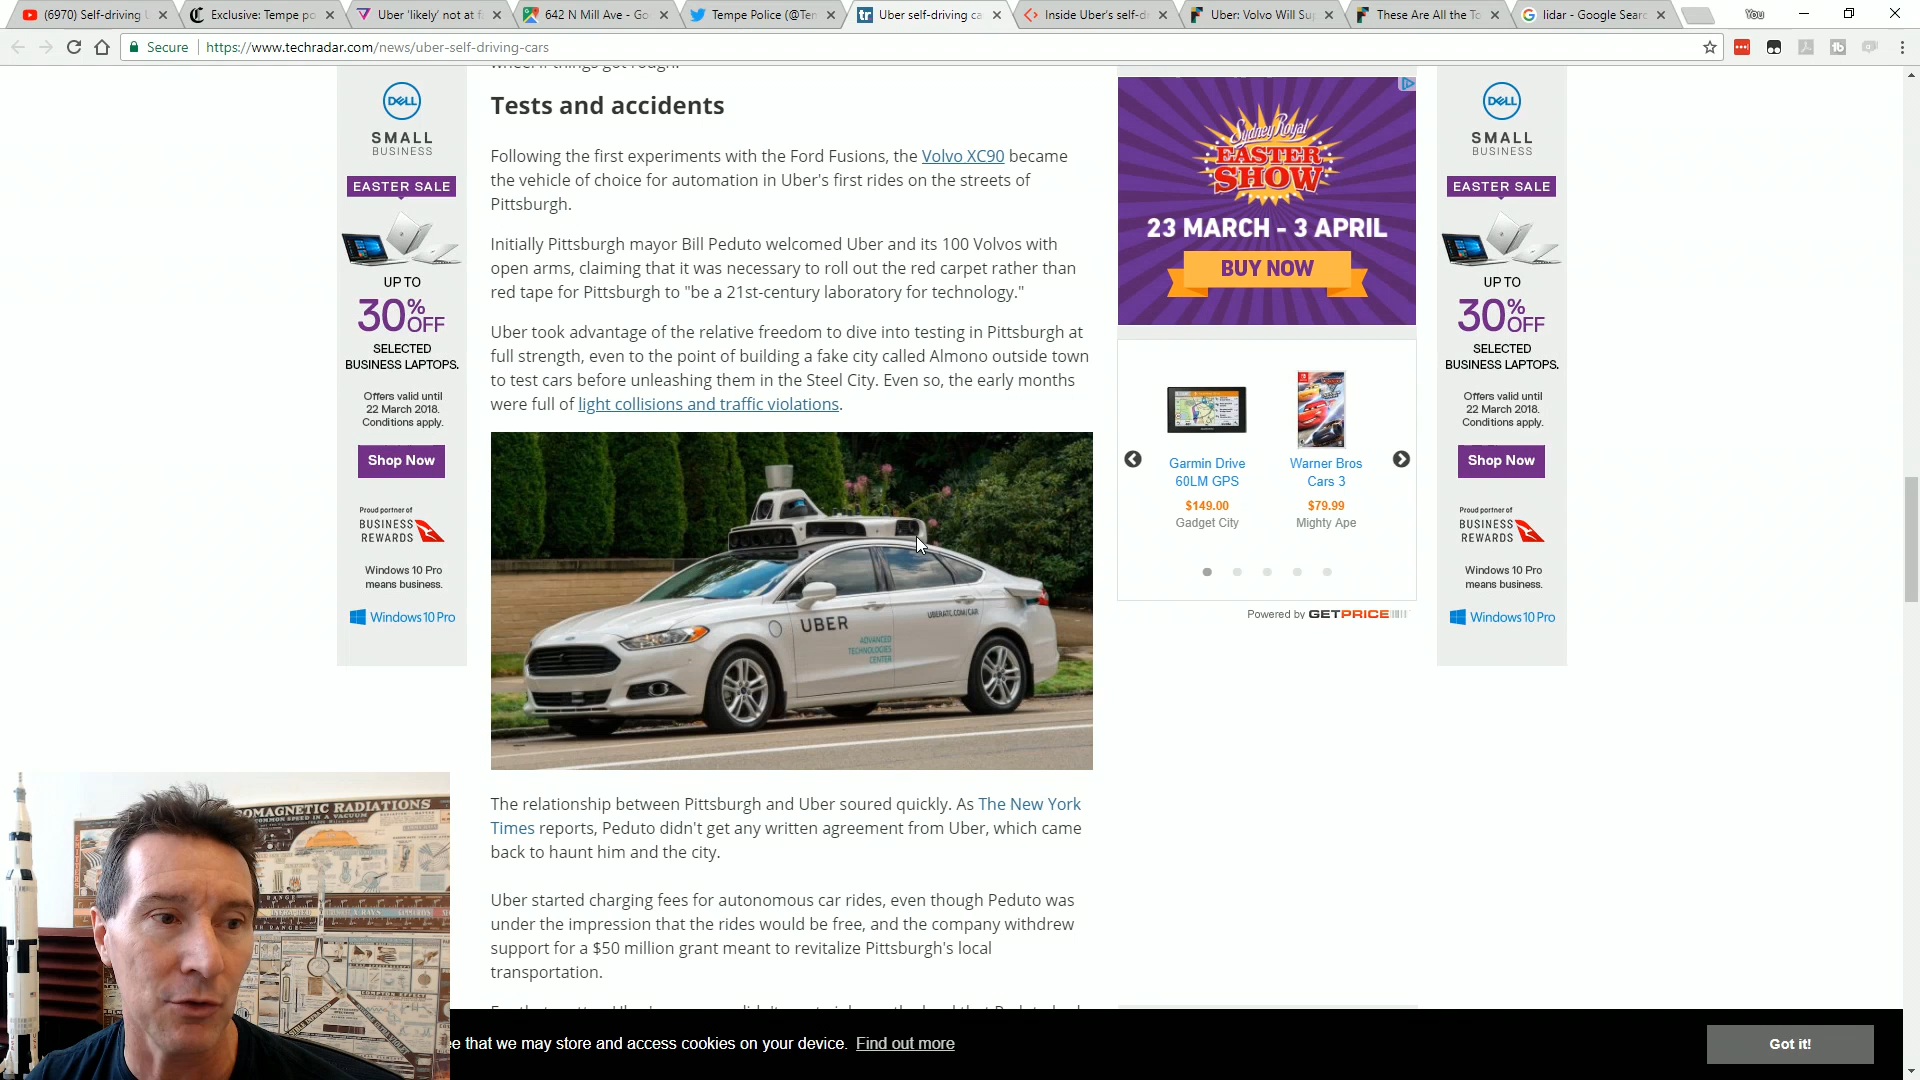 (6970) Self-driving
Exclusive: Tempe po
Uber 'likely' not at f
642 N Mill Ave - Go
Tempe Police (@Ten
Uber self-driving ca
Inside Uber's self-d
Uber: Volvo Will Su
These Are All the To
lidar - Google Searc
You
Secure
https://www.techradar.com/news/uber-self-driving-cars
DELL
SMALL
BUSINESS
EASTER SALE
UP TO
30% OFF
SELECTED
BUSINESS LAPTOPS.
Offers valid until
22 March 2018.
Conditions apply.
Shop Now
Proud partner of
BUSINESS
REWARDS
Windows 10 Pro
means business.
Windows 10 Pro
Tests and accidents
Following the first experiments with the Ford Fusions, the Volvo XC90 became
the vehicle of choice for automation in Uber's first rides on the streets of
Pittsburgh.
Initially Pittsburgh mayor Bill Peduto welcomed Uber and its 100 Volvos with
open arms, claiming that it was necessary to roll out the red carpet rather than
red tape for Pittsburgh to "be a 21st-century laboratory for technology."
Uber took advantage of the relative freedom to dive into testing in Pittsburgh at
full strength, even to the point of building a fake city called Almono outside town
to test cars before unleashing them in the Steel City. Even so, the early months
were full of light collisions and traffic violations.
UBER
ADVANCED
TECHNOLOGIES
CENTER
UBERATC.COM/CAR
The relationship between Pittsburgh and Uber soured quickly. As The New York
Times reports, Peduto didn't get any written agreement from Uber, which came
back to haunt him and the city.
Uber started charging fees for autonomous car rides, even though Peduto was
under the impression that the rides would be free, and the company withdrew
support for a $50 million grant meant to revitalize Pittsburgh's local
transportation.
Sydney Royal
EASTER
SHOW
23 MARCH - 3 APRIL
BUY NOW
Garmin Drive
60LM GPS
$149.00
Gadget City
Warner Bros
Cars 3
$79.99
Mighty Ape
Powered by GETPRICE
DELL
SMALL
BUSINESS
EASTER SALE
UP TO
30% OFF
SELECTED
BUSINESS LAPTOPS.
Offers valid until
22 March 2018.
Conditions apply.
Shop Now
Proud partner of
BUSINESS
REWARDS
Windows 10 Pro
means business.
Windows 10 Pro
OMAGNETIC RADIATIONS
COMPTON EFFECT
e that we may store and access cookies on your device. Find out more
Got it!